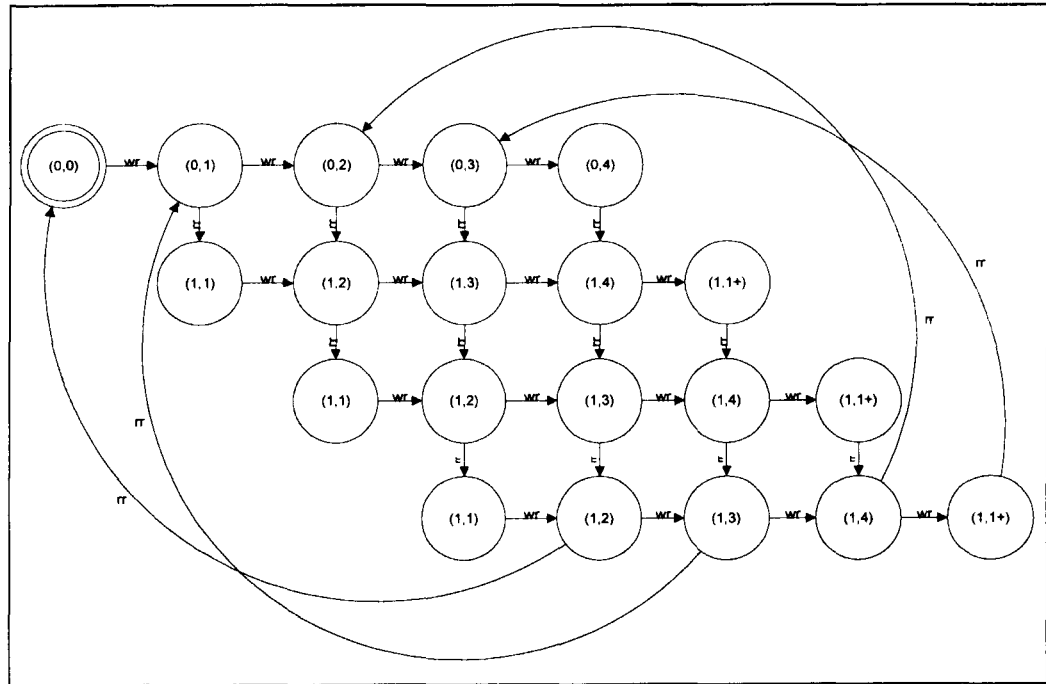 (0,0) wr (0,1) wr (0,2) wr (0,3) wr (0,4)
rr rr rr rr
(1,1) wr (1,2) wr (1,3) wr (1,4) wr (1,1+)
rr
rr rr rr rr
rr
(1,1) wr (1,2) wr (1,3) wr (1,4) wr (1,1+)
rr
rr rr rr rr
rr
(1,1) wr (1,2) wr (1,3) wr (1,4) wr (1,1+)